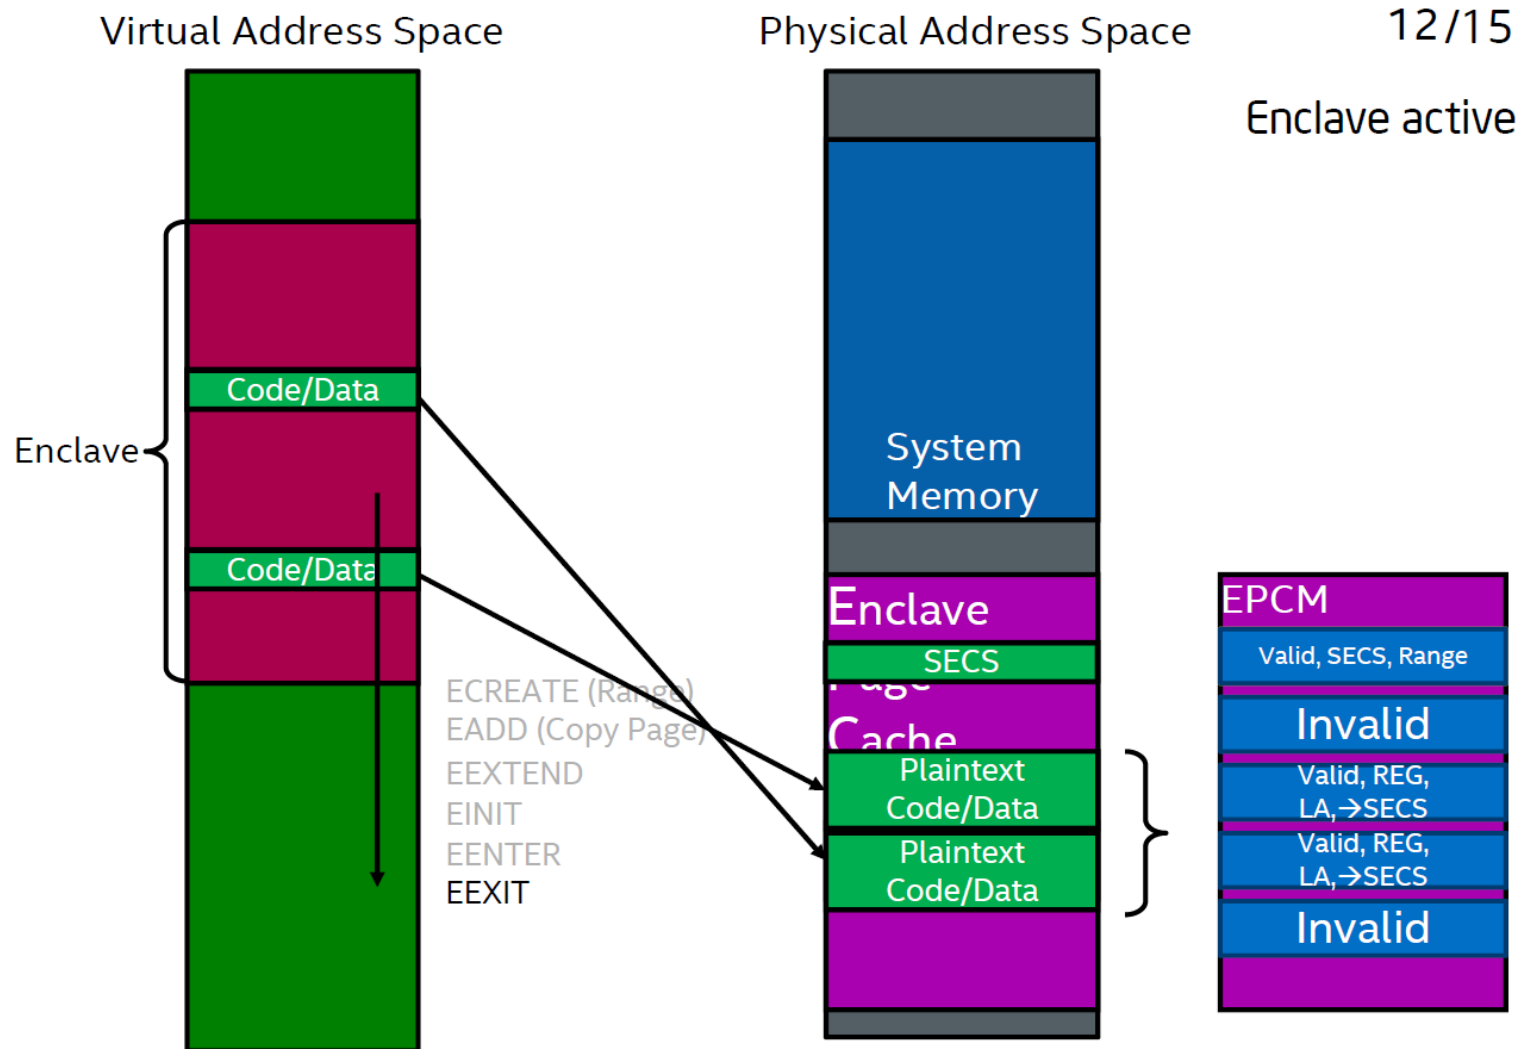 Virtual Address Space
Physical Address Space
12/15
Enclave active
Code/Data
Enclave
Code/Data
System
Memory
ECREATE (Range)
EADD (Copy Page)
EEXTEND
EINIT
EENTER
EEXIT
Enclave
SECS
Page
Cache
Plaintext
Code/Data
Plaintext
Code/Data
EPCM
Valid, SECS, Range
Invalid
Valid, REG,
LA,→SECS
Valid, REG,
LA,→SECS
Invalid